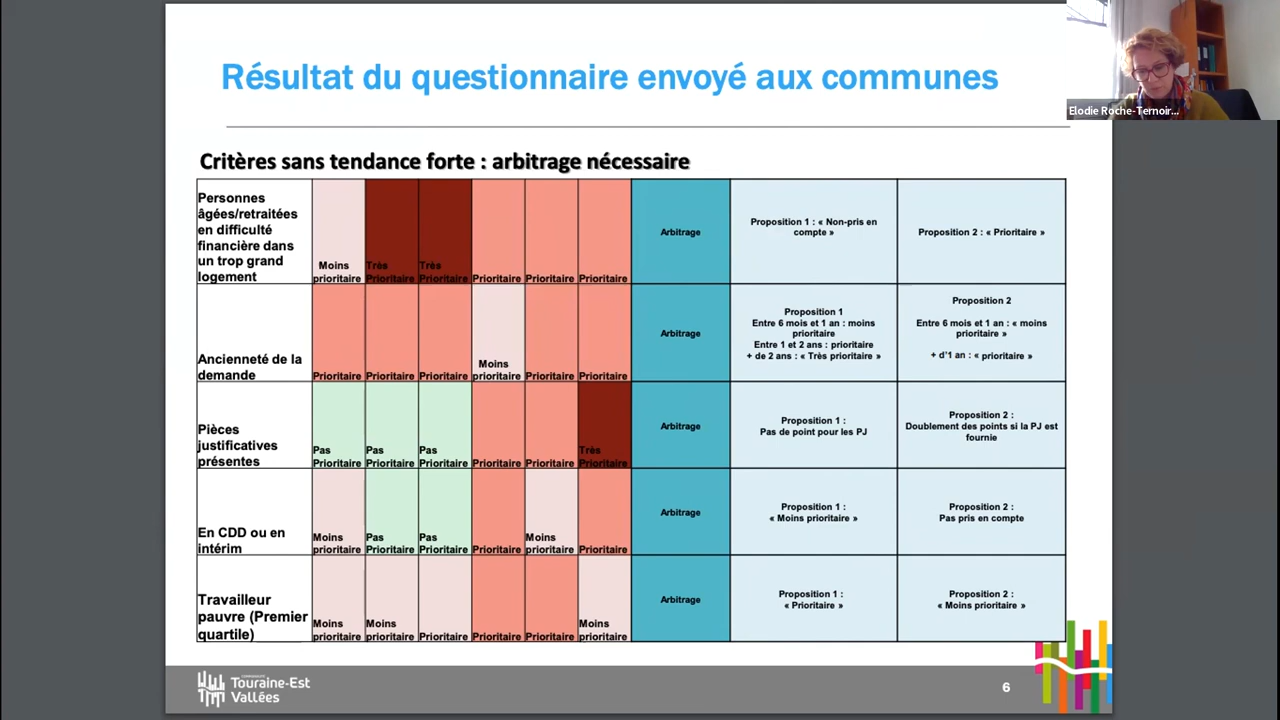 Résultat du questionnaire envoyé aux communes
Elodie Roche-Ternoir...
Critères sans tendance forte : arbitrage nécessaire
Personnes
âgées/retraitées
en difficulté
financière dans
un trop grand
logement
Moins
prioritaire
Très
Prioritaire
Très
Prioritaire
Prioritaire
Prioritaire
Prioritaire
Arbitrage
Proposition 1 : « Non-pris en
compte »
Proposition 2 : « Prioritaire »
Ancienneté de la
demande
Prioritaire
Prioritaire
Prioritaire
Moins
prioritaire
Prioritaire
Prioritaire
Arbitrage
Proposition 1
Entre 6 mois et 1 an : moins
prioritaire
Entre 1 et 2 ans : prioritaire
+ de 2 ans : « Très prioritaire »
Proposition 2
Entre 6 mois et 1 an : « moins
prioritaire »
+ d'1 an : « prioritaire »
Pièces
justificatives
présentes
Pas
Prioritaire
Pas
Prioritaire
Pas
Prioritaire
Prioritaire
Prioritaire
Très
Prioritaire
Arbitrage
Proposition 1 :
Pas de point pour les PJ
Proposition 2 :
Doublement des points si la PJ est
fournie
En CDD ou en
intérim
Moins
prioritaire
Pas
Prioritaire
Pas
Prioritaire
Prioritaire
Moins
prioritaire
Prioritaire
Arbitrage
Proposition 1 :
« Moins prioritaire »
Proposition 2 :
Pas pris en compte
Travailleur
pauvre (Premier
quartile)
Moins
prioritaire
Moins
prioritaire
Prioritaire
Prioritaire
Prioritaire
Moins
prioritaire
Arbitrage
Proposition 1 :
« Prioritaire »
Proposition 2 :
« Moins prioritaire »
Touraine-Est
Vallées
6